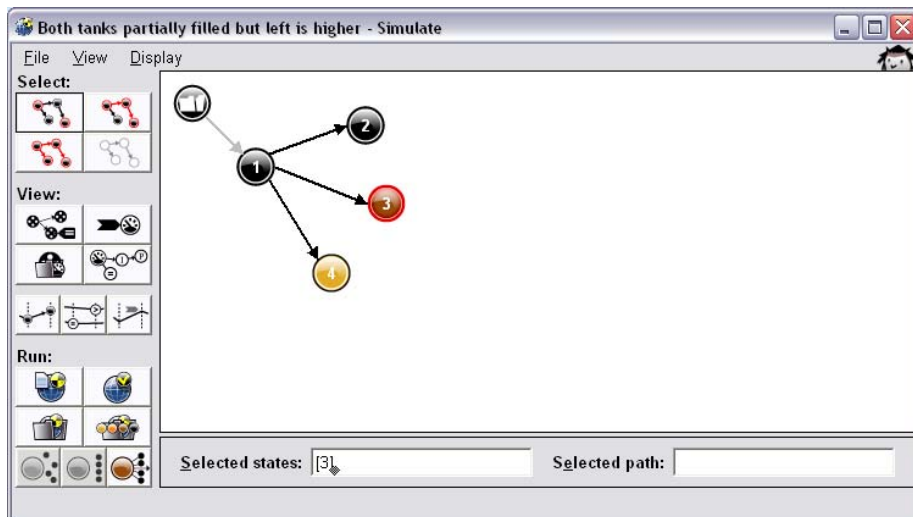 Both tanks partially filled but left is higher - Simulate
File View Display
Select:
2
1
3
4
View:
P
Run:
Selected states: [3] Selected path: